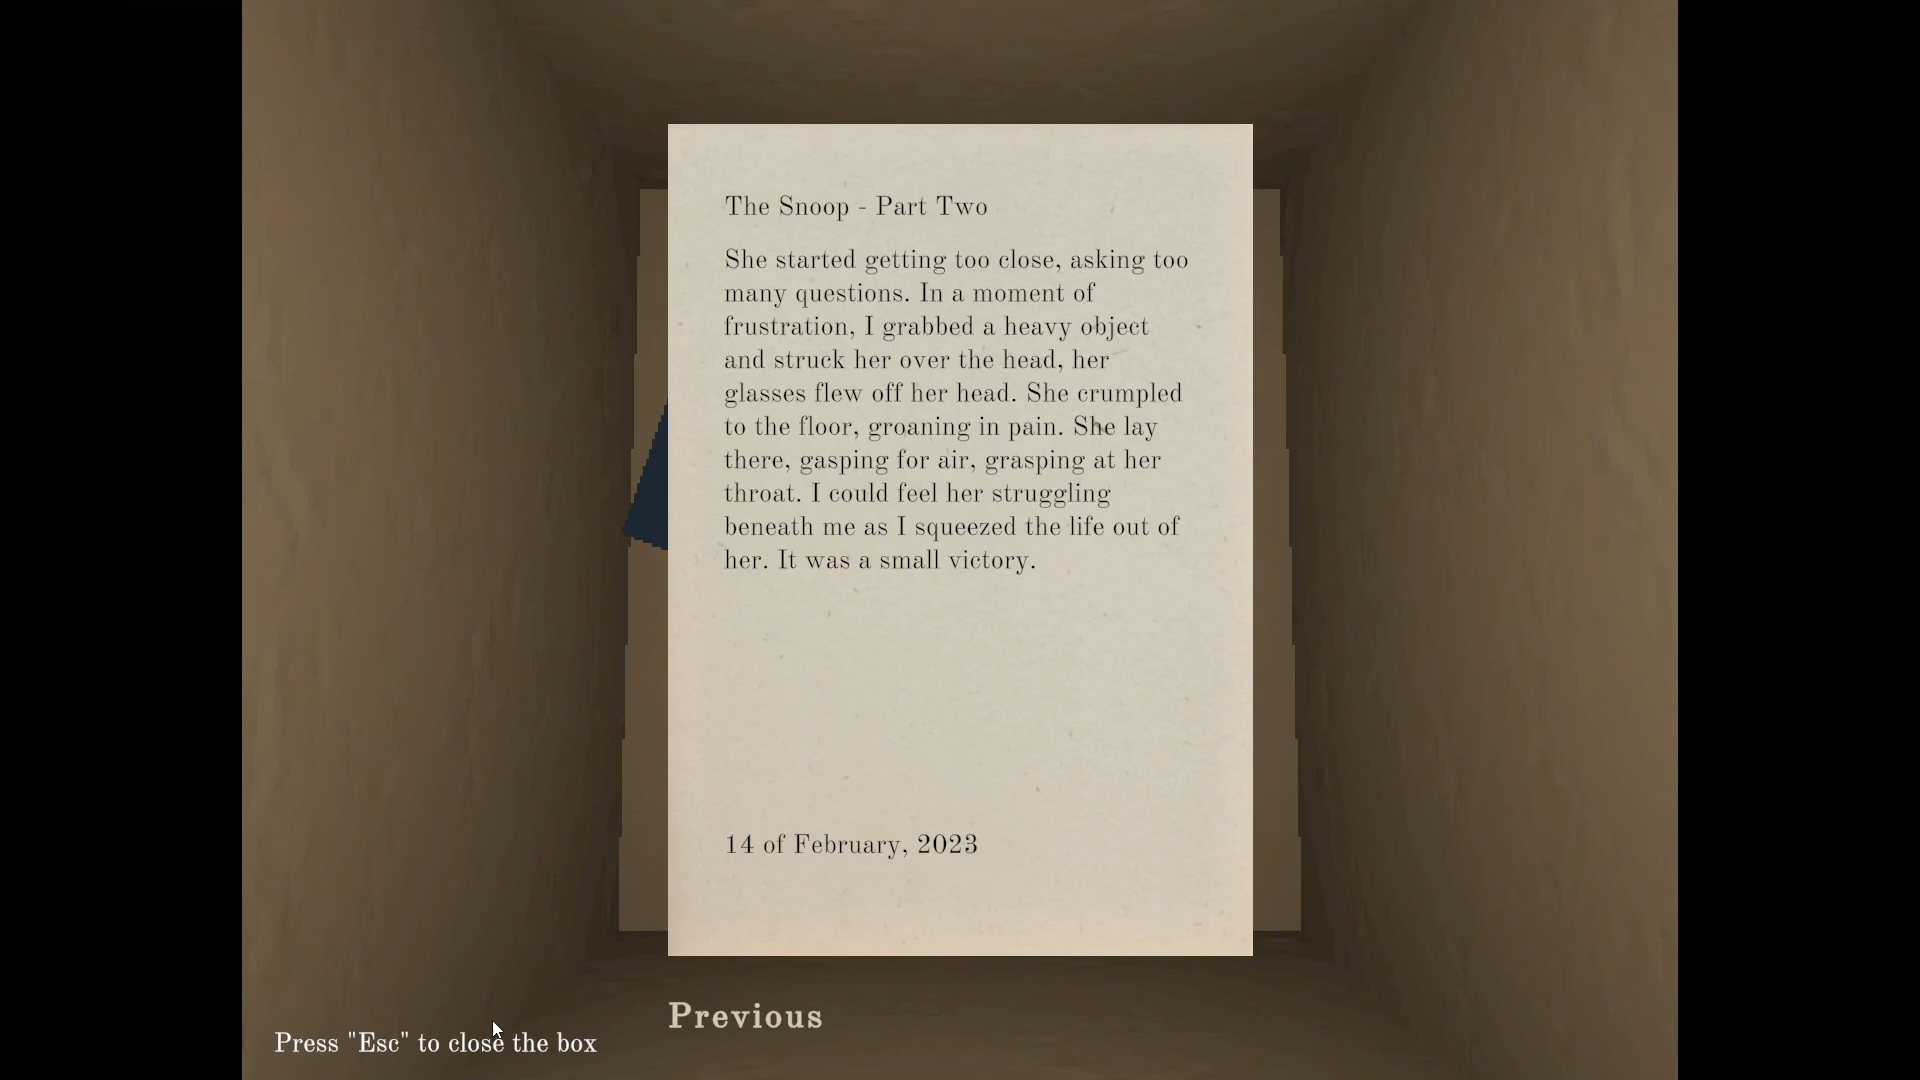 The Snoop - Part Two
She started getting too close, asking too
many questions. In a moment of
frustration, I grabbed a heavy object
and struck her over the head, her
glasses flew off her head. She crumpled
to the floor, groaning in pain. She lay
there, gasping for air, grasping at her
throat. I could feel her struggling
beneath me as I squeezed the life out of
her. It was a small victory.
14 of February, 2023
Previous
Press "Esc" to close the box